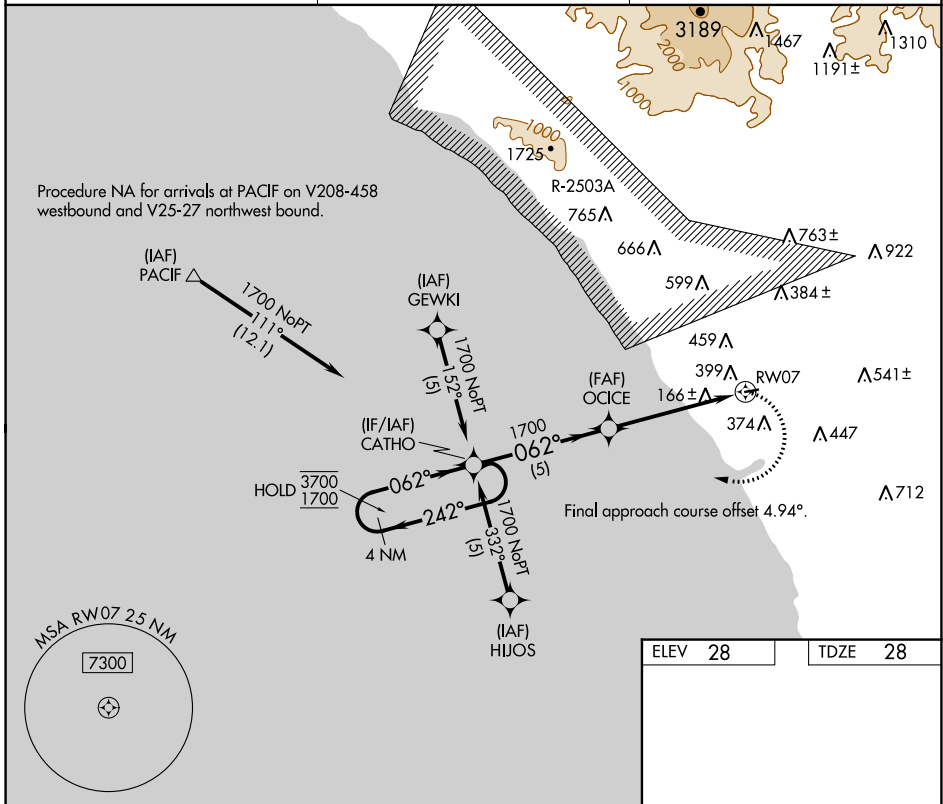 3189
1467
1310
1191±
2000
1000
1000
1725
R-2503A
Procedure NA for arrivals at PACIF on V208-458
westbound and V25-27 northwest bound.
765
666
763±
922
599
384±
(IAF)
PACIF
1700 NoPT
111°
(12.1)
(IAF)
GEWKI
1700 NoPT
152°
(5)
459
399
RW07
541±
166±
374
447
(FAF)
OCICE
(IF/IAF)
CATHO
1700
062°
(5)
HOLD
3700
1700
062°
242°
4 NM
1700 NoPT
332°
(5)
712
Final approach course offset 4.94°.
(IAF)
HIJOS
MSA RW07 25 NM
7300
ELEV 28
TDZE 28